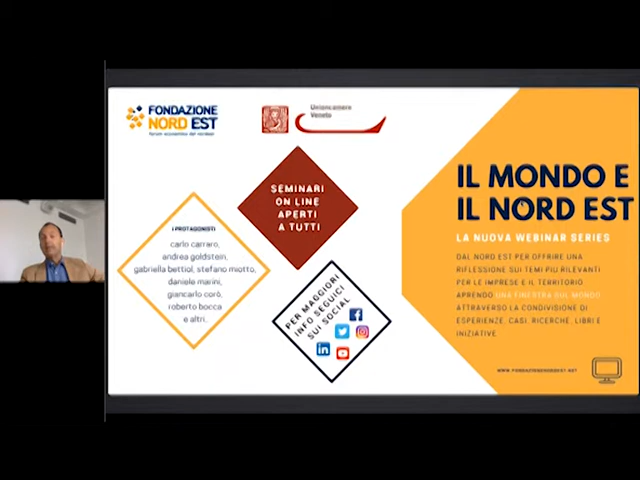 FONDAZIONE
NORD EST
forum economico del nordest
Unioncamere
Veneto
SEMINARI
ON LINE
APERTI
A TUTTI
I PROTAGONISTI
carlo carraro,
andrea goldstein,
gabriella bettiol, stefano miotto,
daniele marini,
giancarlo corò,
roberto bocca
e altri.
PER MAGGIORI
INFO SEGUICI
SUI SOCIAL
IL MONDO E
IL NORD EST
LA NUOVA WEBINAR SERIES
DAL NORD EST PER OFFRIRE UNA
RIFLESSIONE SUI TEMI PIÙ RILEVANTI
PER LE IMPRESE E IL TERRITORIO
APRENDO UNA FINESTRA SUL MONDO
ATTRAVERSO LA CONDIVISIONE DI
ESPERIENZE, CASI, RICERCHE, LIBRI E
INIZIATIVE
WWW.FONDAZIONENORDEST.NET